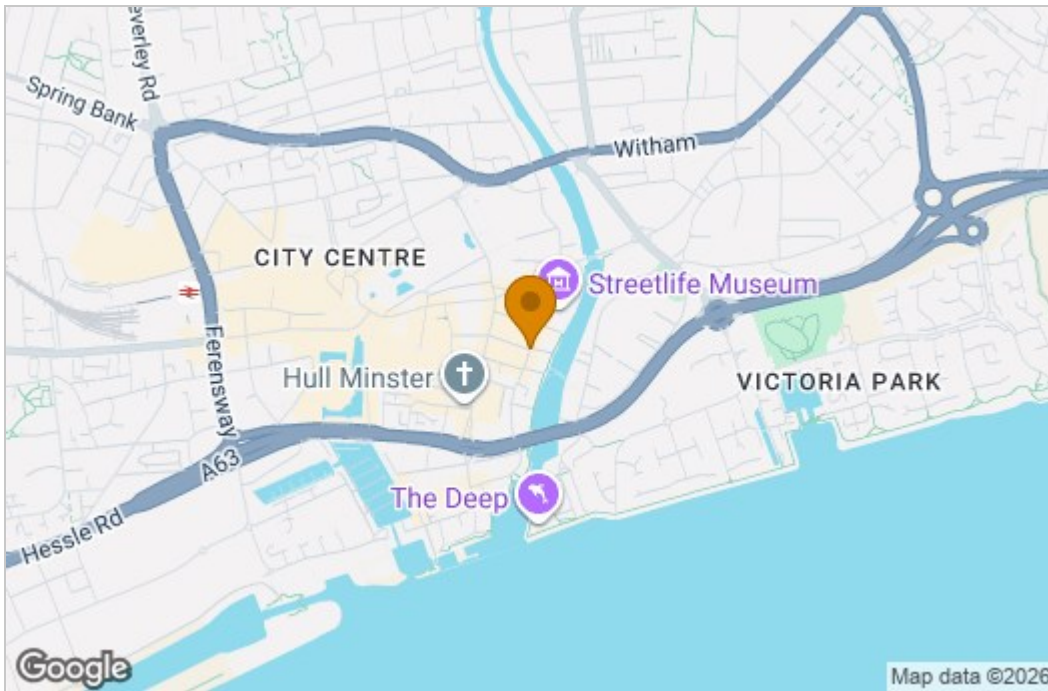 everley Rd
Spring Bank
Witham
CITY CENTRE
Streetlife Museum
Ferensway
Hull Minster
VICTORIA PARK
A63
The Deep
Hessle Rd
Google
Map data ©2026